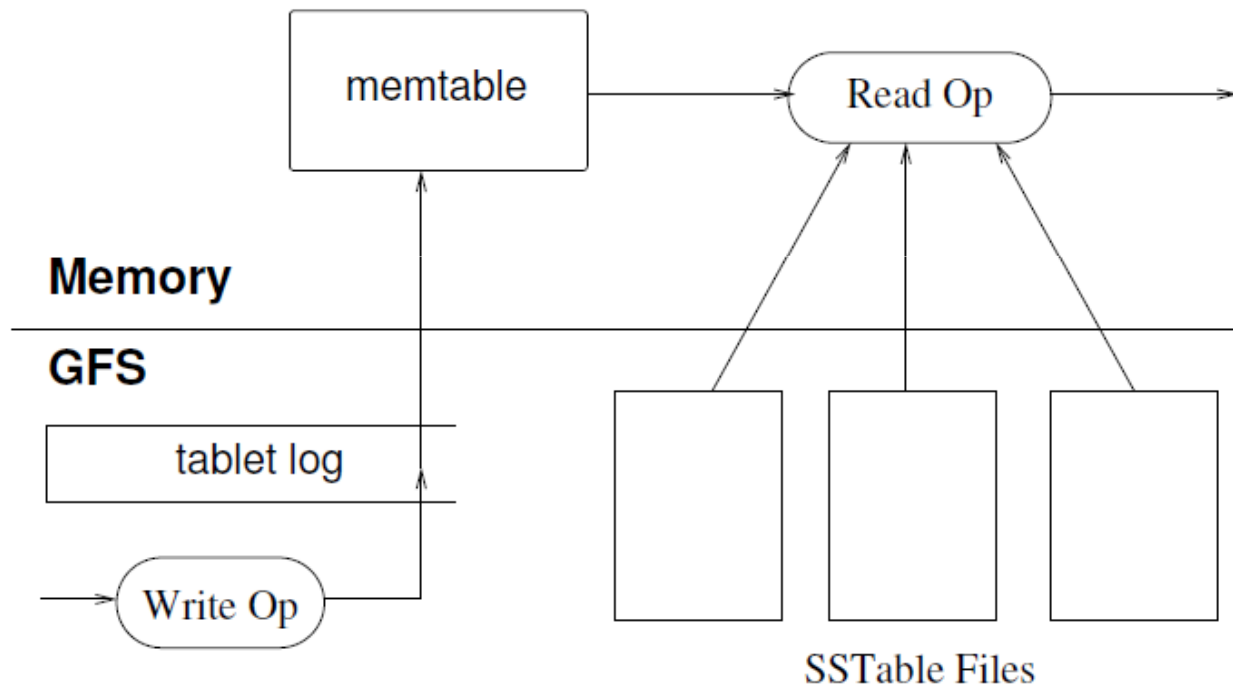 memtable
Read Op
Memory
GFS
tablet log
Write Op
SSTable Files